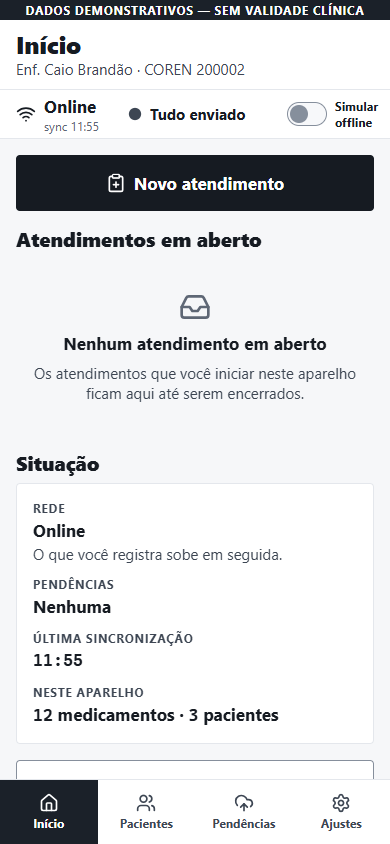 DADOS DEMONSTRATIVOS — SEM VALIDADE CLÍNICA
Início
Enf. Caio Brandão · COREN 200002
Online
sync 11:55
Tudo enviado
Simular
offline
Novo atendimento
Atendimentos em aberto
Nenhum atendimento em aberto
Os atendimentos que você iniciar neste aparelho
ficam aqui até serem encerrados.
Situação
REDE
Online
O que você registra sobe em seguida.
PENDÊNCIAS
Nenhuma
ÚLTIMA SINCRONIZAÇÃO
11:55
NESTE APARELHO
12 medicamentos · 3 pacientes
Início
Pacientes
Pendências
Ajustes